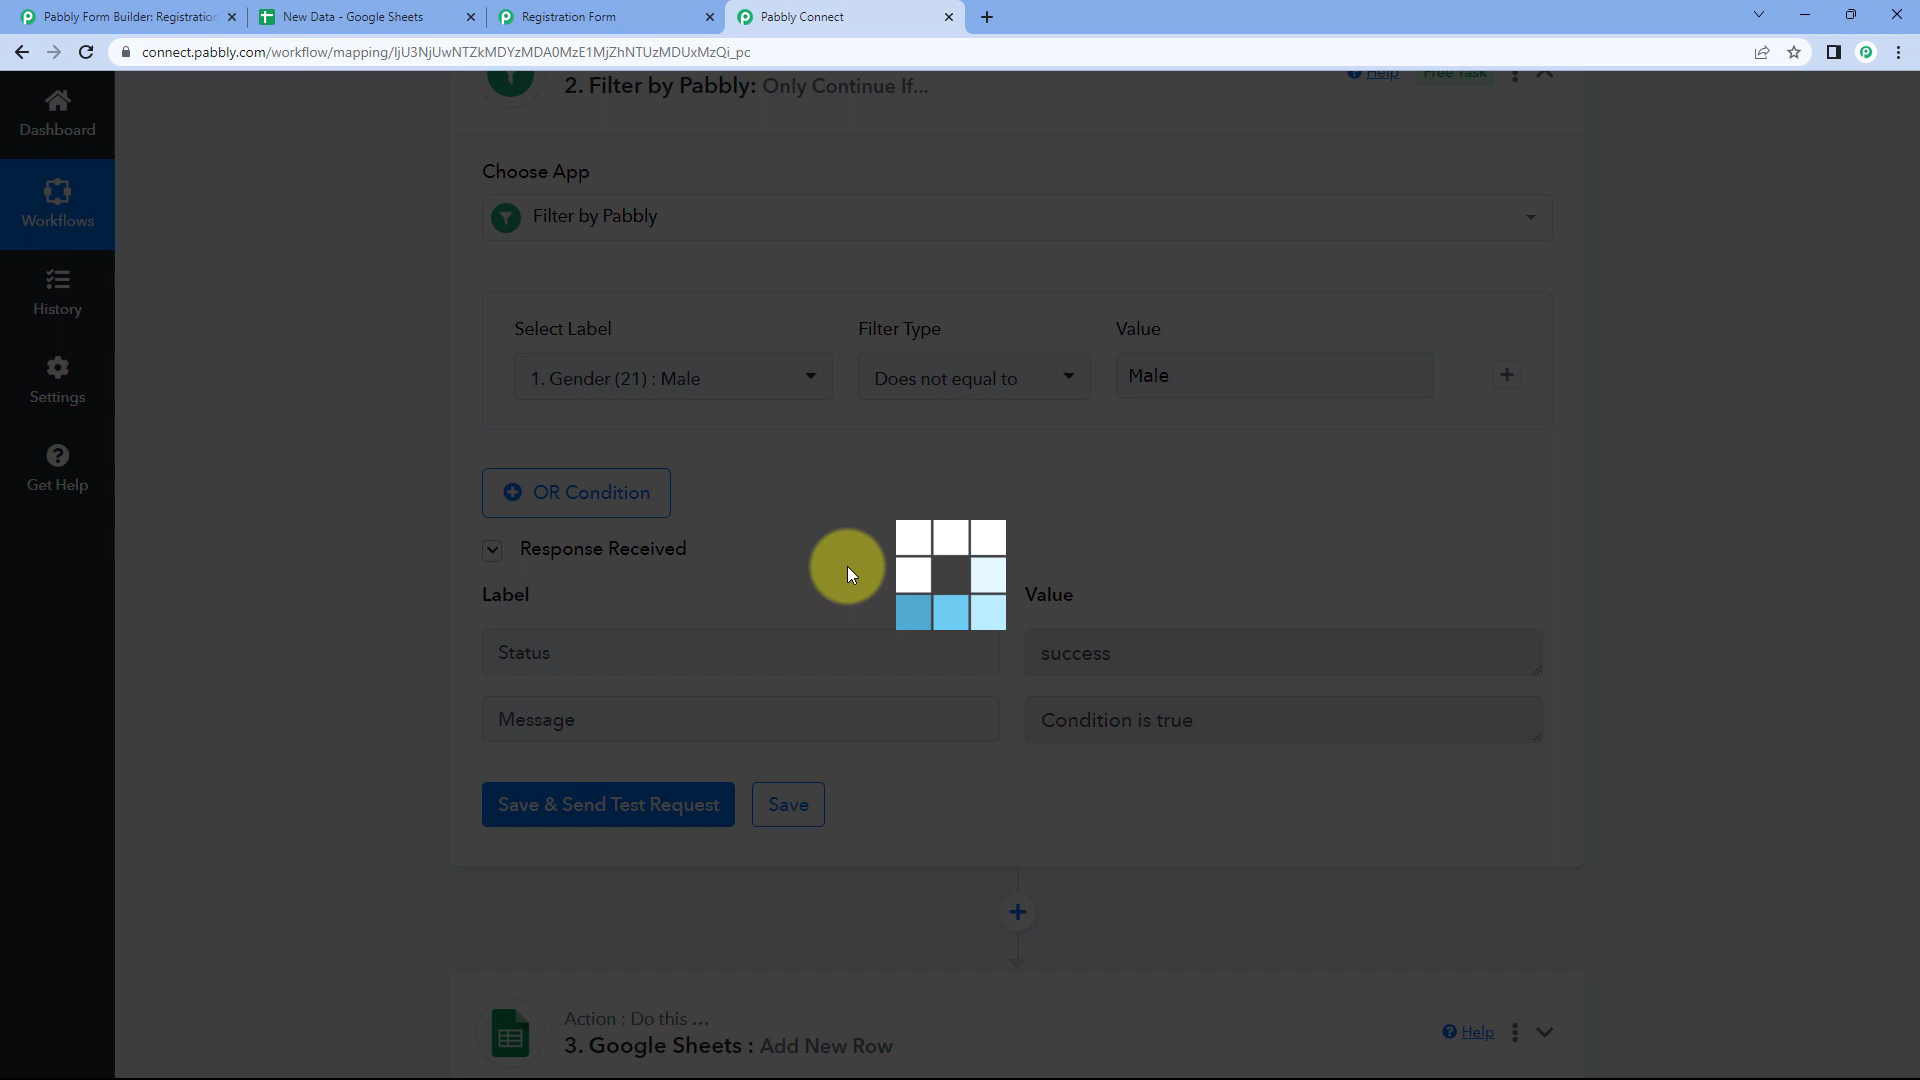 Pabbly Form Builder: Registration
New Data - Google Sheets
Registration Form
Pabbly Connect
connect.pabbly.com/workflow/mapping/IjU3NjUwNTZkMDYzMDA0MzE1MjZhNTUzMDUxMzQi_pc
Dashboard
Workflows
History
Settings
Get Help
2. Filter by Pabbly: Only Continue If...
Help
Free Task
Choose App
Filter by Pabbly
Select Label
Filter Type
Value
1. Gender (21) : Male
Does not equal to
Male
OR Condition
Response Received
Label
Value
Status
success
Message
Condition is true
Save & Send Test Request
Save
Action : Do this ...
3. Google Sheets : Add New Row
Help